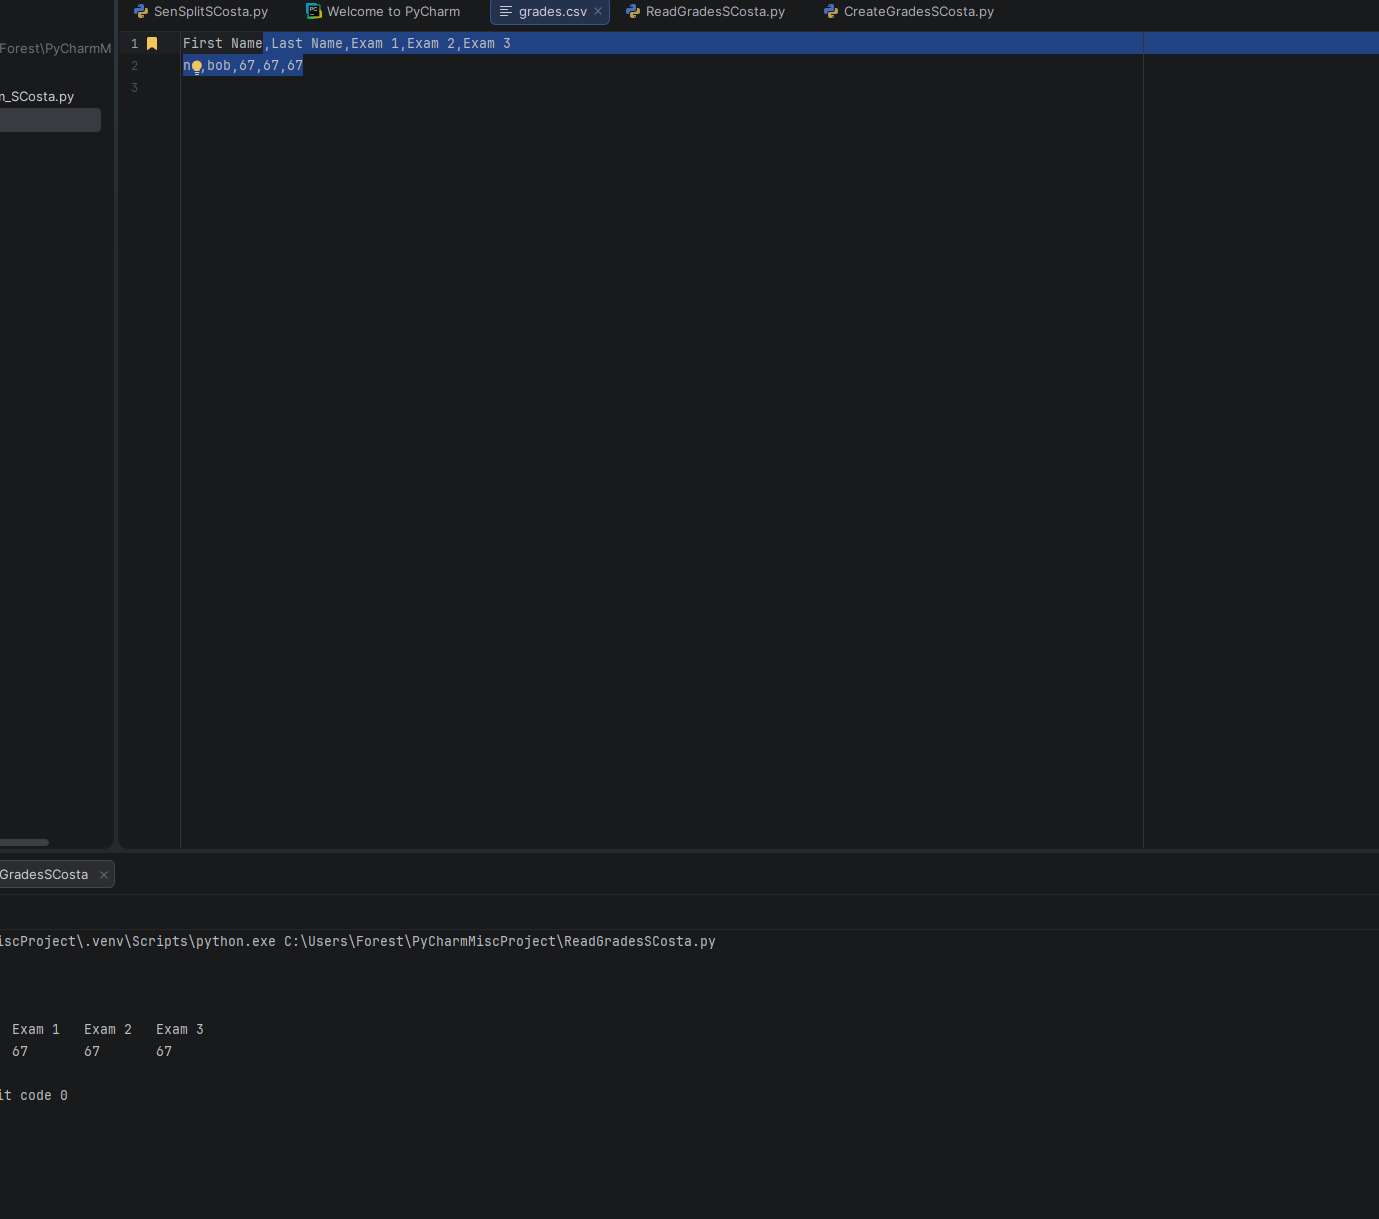 SenSplitSCosta.py Welcome to PyCharm grades.csv ReadGradesSCosta.py CreateGradesSCosta.py
Forest\PyCharmM
1 First Name,Last Name,Exam 1,Exam 2,Exam 3
2 n,bob,67,67,67
3
_SCosta.py
GradesSCosta
iscProject\.venv\Scripts\python.exe C:\Users\Forest\PyCharmMiscProject\ReadGradesSCosta.py
Exam 1 Exam 2 Exam 3
67 67 67
it code 0